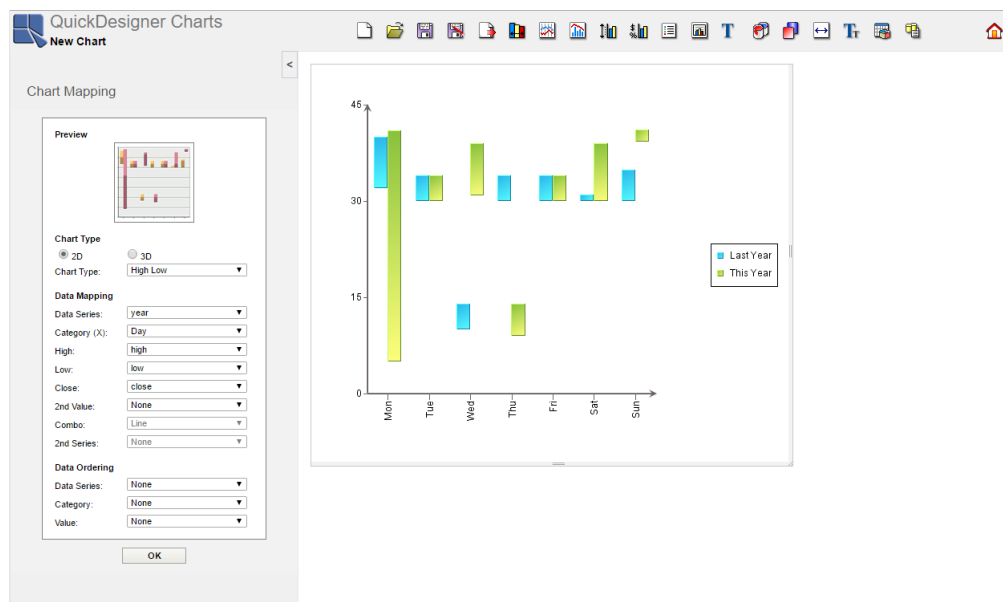 QuickDesigner Charts
New Chart
<
Chart Mapping
Preview
Chart Type
2D 3D
Chart Type: High Low
Data Mapping
Data Series: year
Category (X): Day
High: high
Low: low
Close: close
2nd Value: None
Combo: Line
2nd Series: None
Data Ordering
Data Series: None
Category: None
Value: None
OK
45
30
15
0
Mon Tue Wed Thu Fri Sat Sun
Last Year
This Year